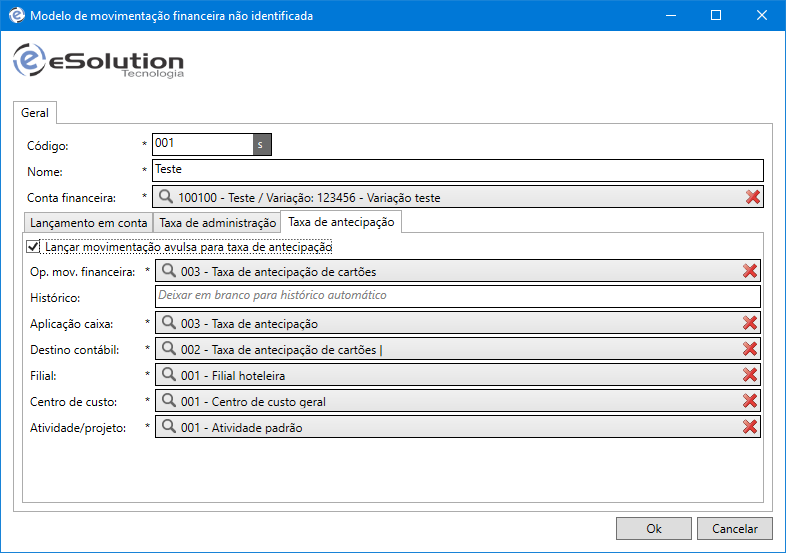 Modelo de movimentação financeira não identificada
eSolution
Tecnologia
Geral
Código: * 001 s
Nome: * Teste
Conta financeira: * 100100 - Teste / Variação: 123456 - Variação teste
Lançamento em conta Taxa de administração Taxa de antecipação
Lançar movimentação avulsa para taxa de antecipação
Op. mov. financeira: * 003 - Taxa de antecipação de cartões
Histórico: Deixar em branco para histórico automático
Aplicação caixa: * 003 - Taxa de antecipação
Destino contábil: * 002 - Taxa de antecipação de cartões |
Filial: * 001 - Filial hoteleira
Centro de custo: * 001 - Centro de custo geral
Atividade/projeto: * 001 - Atividade padrão
Ok Cancelar